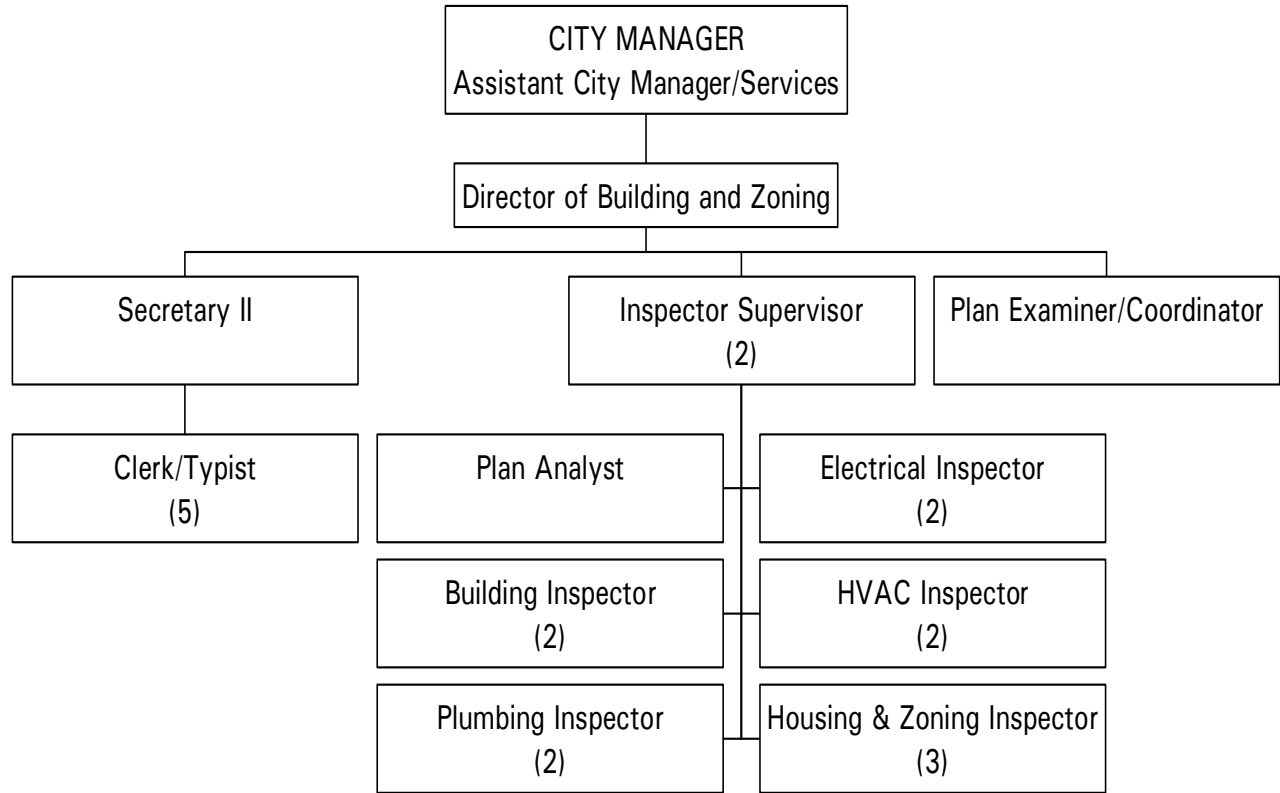 CITY MANAGER
Assistant City Manager/Services
Director of Building and Zoning
Secretary II
Inspector Supervisor
(2)
Plan Examiner/Coordinator
Clerk/Typist
(5)
Plan Analyst
Electrical Inspector
(2)
Building Inspector
(2)
HVAC Inspector
(2)
Plumbing Inspector
(2)
Housing & Zoning Inspector
(3)